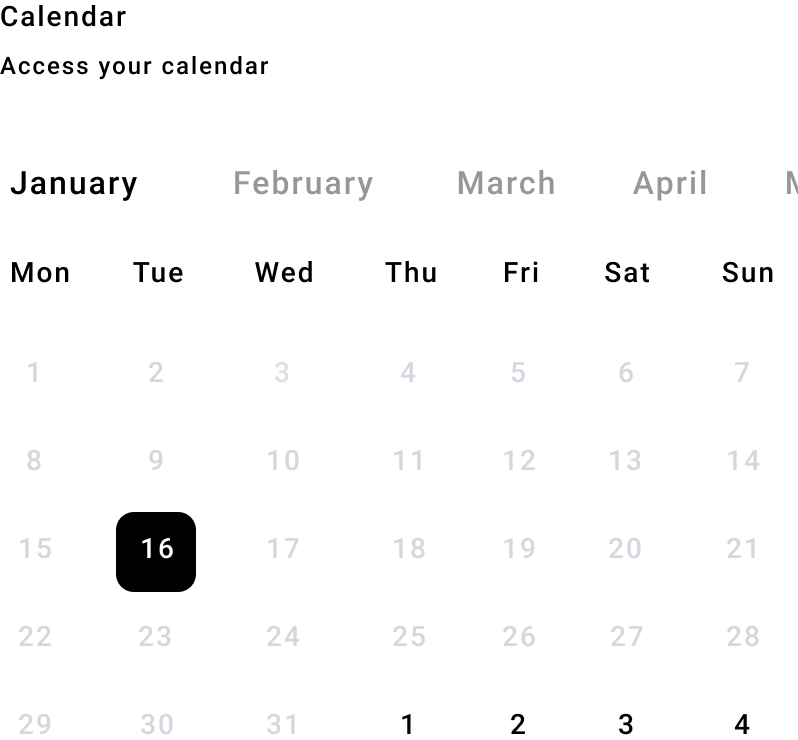 Calendar
Access your calendar
January February March April
Mon Tue Wed Thu Fri Sat Sun
1 2 3 4 5 6 7
8 9 10 11 12 13 14
15 16 17 18 19 20 21
22 23 24 25 26 27 28
29 30 31 1 2 3 4